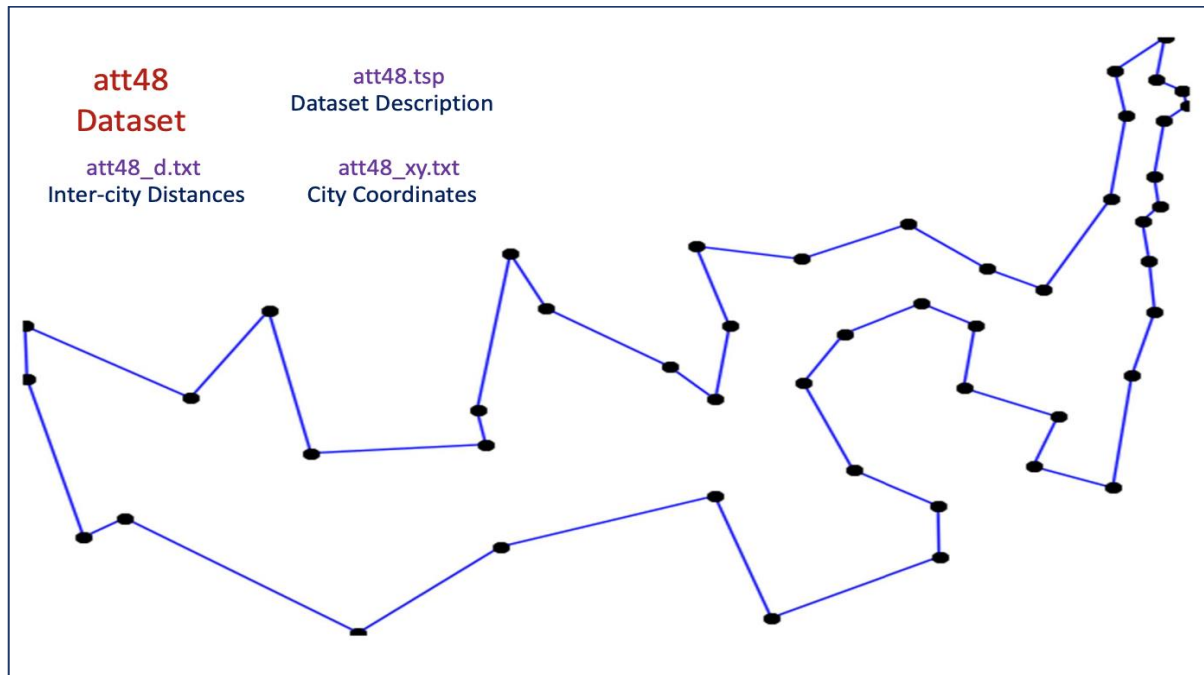 att48
Dataset
att48.tsp
Dataset Description
att48_d.txt
Inter-city Distances
att48_xy.txt
City Coordinates